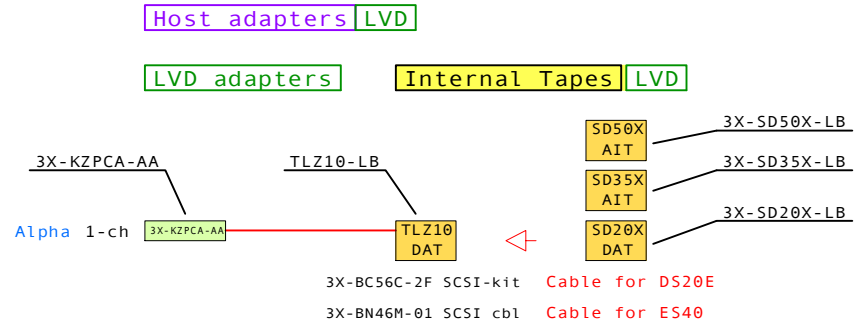 Host adapters LVD
LVD adapters Internal Tapes LVD
3X-SD50X-LB
SD50X
AIT
3X-KZPCA-AA TLZ10-LB 3X-SD35X-LB
SD35X
AIT
3X-SD20X-LB
Alpha 1-ch 3X-KZPCA-AA TLZ10 SD20X
DAT DAT
3X-BC56C-2F SCSI-kit Cable for DS20E
3X-BN46M-01 SCSI cbl Cable for ES40